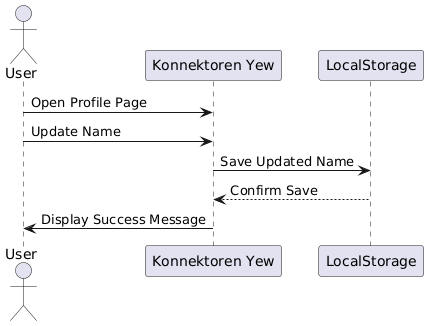 User
Konnektoren Yew
LocalStorage
Open Profile Page
Update Name
Save Updated Name
Confirm Save
Display Success Message
User
Konnektoren Yew
LocalStorage